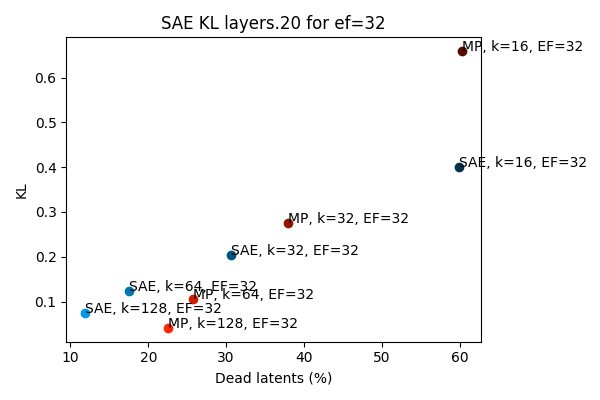 SAE KL layers.20 for ef=32
MP, k=16, EF=32
0.6
0.5
SAE, k=16, EF=32
0.4
KL
0.3
MP, k=32, EF=32
SAE, k=32, EF=32
0.2
SAE, k=64, EF=32
MP, k=64, EF=32
0.1
SAE, k=128, EF=32
MP, k=128, EF=32
10 20 30 40 50 60
Dead latents (%)